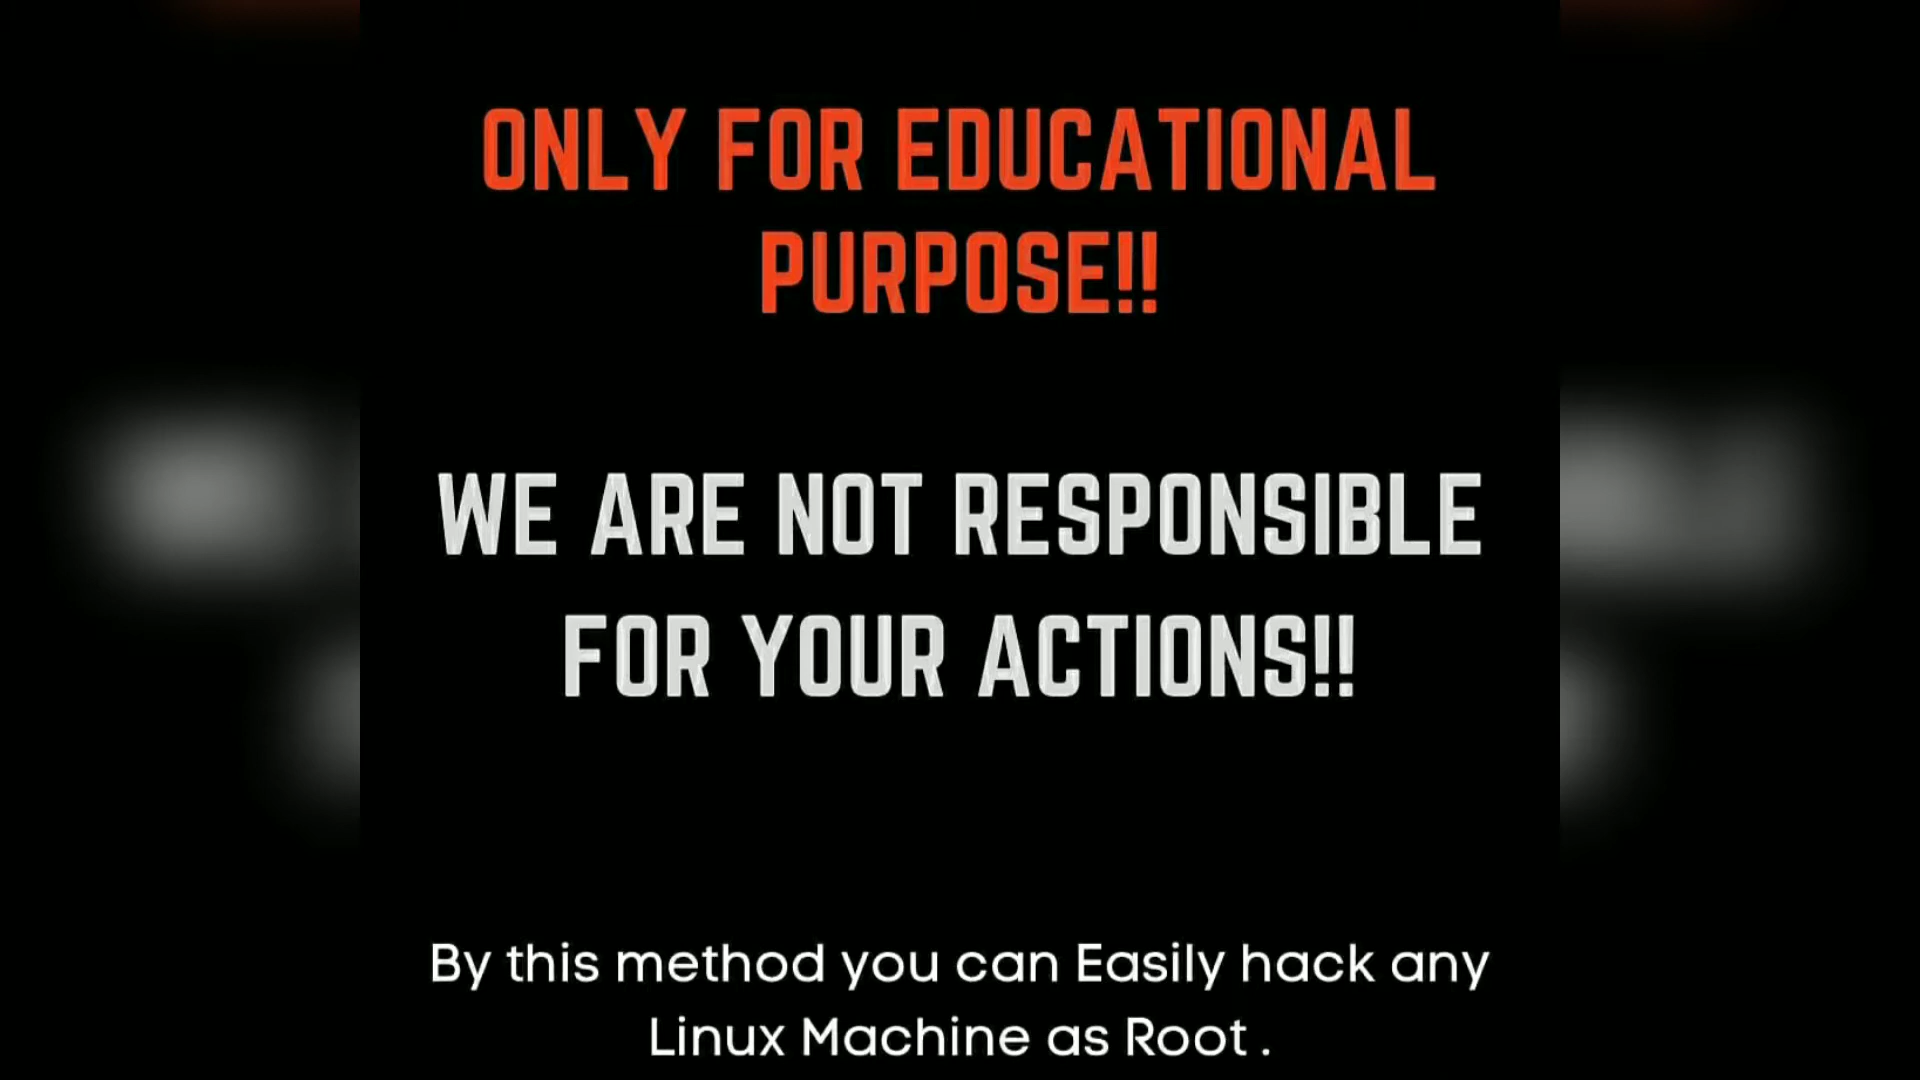 ONLY FOR EDUCATIONAL
PURPOSE!!
WE ARE NOT RESPONSIBLE
FOR YOUR ACTIONS!!
By this method you can Easily hack any
Linux Machine as Root .